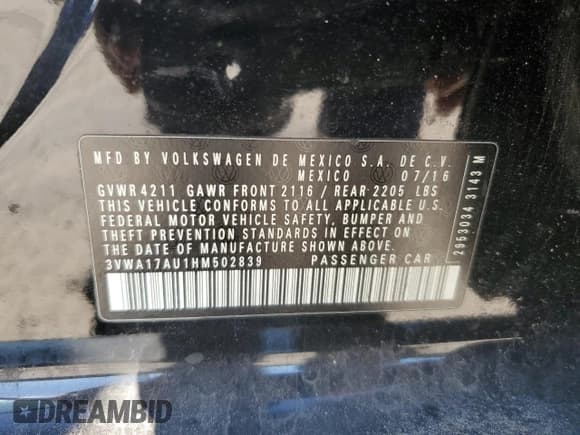 MFD BY VOLKSWAGEN DE MEXICO S.A. DE C.V.
MEXICO 07/16
GVWR 4211 GAWR FRONT 2116 / REAR 2205 LBS
THIS VEHICLE CONFORMS TO ALL APPLICABLE U.S.
FEDERAL MOTOR VEHICLE SAFETY, BUMPER AND
THEFT PREVENTION STANDARDS IN EFFECT ON
THE DATE OF MANUFACTURE SHOWN ABOVE.
3VWA17AU1HM502839 PASSENGER CAR
2953034 3143 M
DREAMBID